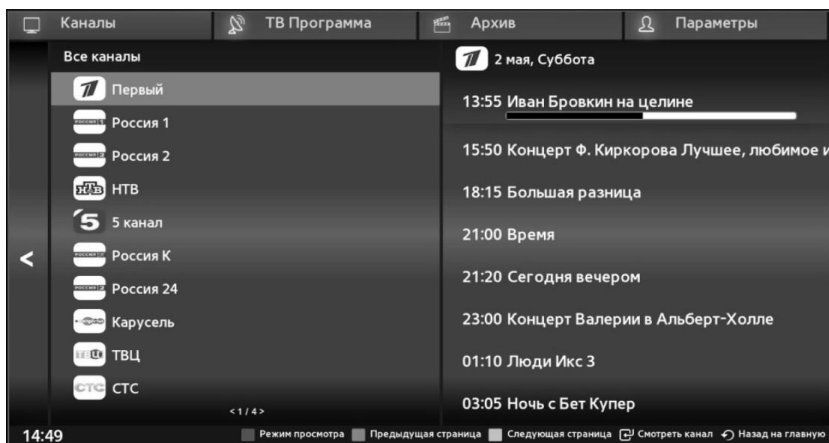 Каналы
ТВ Программа
Архив
Параметры
Все каналы
Первый
Россия 1
Россия 2
НТВ
5 канал
Россия К
Россия 24
Карусель
ТВЦ
СТС
<1/4>
2 мая, Суббота
13:55 Иван Бровкин на целине
15:50 Концерт Ф. Киркорова Лучшее, любимое и
18:15 Большая разница
21:00 Время
21:20 Сегодня вечером
23:00 Концерт Валерии в Альберт-Холле
01:10 Люди Икс 3
03:05 Ночь с Бет Купер
14:49
Режим просмотра Предыдущая страница Следующая страница Смотреть канал Назад на главную